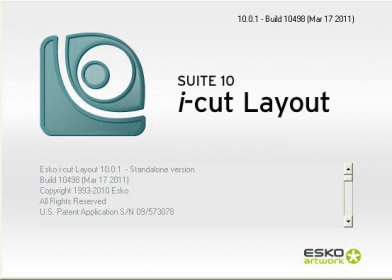 10.0.1 - Build 10498 (Mar 17 2011)
SUITE 10
i-cut Layout
Esko i-cut Layout 10.0.1 - Standalone version
Build 10498 (Mar 17 2011)
Copyright 1993-2010 Esko
All Rights Reserved
U.S. Patent Application S/N 09/573078
ESKO
artwork